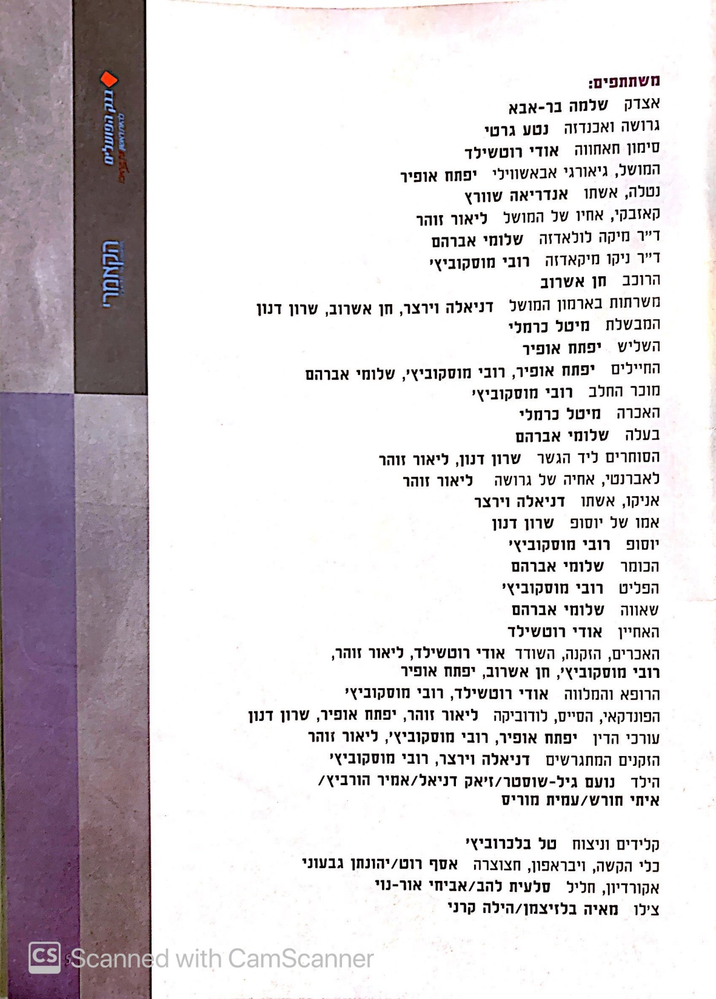 משתתפים:
אצדק שלמה בר-אבא
גרושה ואכנדזה נטע גרטי
סימון חאחווה אודי רוטשילד
המושל, גיאורגי אבאשווילי יפתח אופיר
נטלה, אשתו אנדריאה שוורץ
קאזבקי, אחיו של המושל ליאור זוהר
ד״ר מיקה לולאדזה שלומי אברהם
ד״ר ניקו מיקאדזה רובי מוסקוביץ׳
הרוכב חן אשרוב
משרתות בארמון המושל דניאלה וירצר, חן אשרוב, שרון דנון
המבשלת מיטל כרמלי
השליש יפתח אופיר
החיילים יפתח אופיר, רובי מוסקוביץ׳, שלומי אברהם
מוכר החלב רובי מוסקוביץ׳
האכרה מיטל כרמלי
בעלה שלומי אברהם
הסוחרים ליד הגשר שרון דנון, ליאור זוהר
לאברנטי, אחיה של גרושה ליאור זוהר
אניקו, אשתו דניאלה וירצר
אמו של יוסופ שרון דנון
יוסופ רובי מוסקוביץ׳
הכומר שלומי אברהם
הפליט רובי מוסקוביץ׳
שאווה שלומי אברהם
האחיין אודי רוטשילד
האכרים, הזקנה, השודד אודי רוטשילד, ליאור זוהר,
רובי מוסקוביץ׳, חן אשרוב, יפתח אופיר
הרופא והמלווה אודי רוטשילד, רובי מוסקוביץ׳
הפונדקאי, הסייס, לודוביקה ליאור זוהר, יפתח אופיר, שרון דנון
עורכי הדין יפתח אופיר, רובי מוסקוביץ׳, ליאור זוהר
הזקנים המתגרשים דניאלה וירצר, רובי מוסקוביץ׳
הילד נועם גיל-שוסטר/ז׳אק דניאל/אמיר הורביץ/
איתי חורש/עמית מוריס
קלידים וניצוח טל בלכרוביץ׳
כלי הקשה, ויבראפון, חצוצרה אסף רוט/יהונתן גבעוני
אקורדיון, חליל סלעית להב/אביחי אור-נוי
צ׳לו מאיה בלזיצמן/הילה קרני
בנק הפועלים
הקאמרי
5
CS Scanned with CamScanner